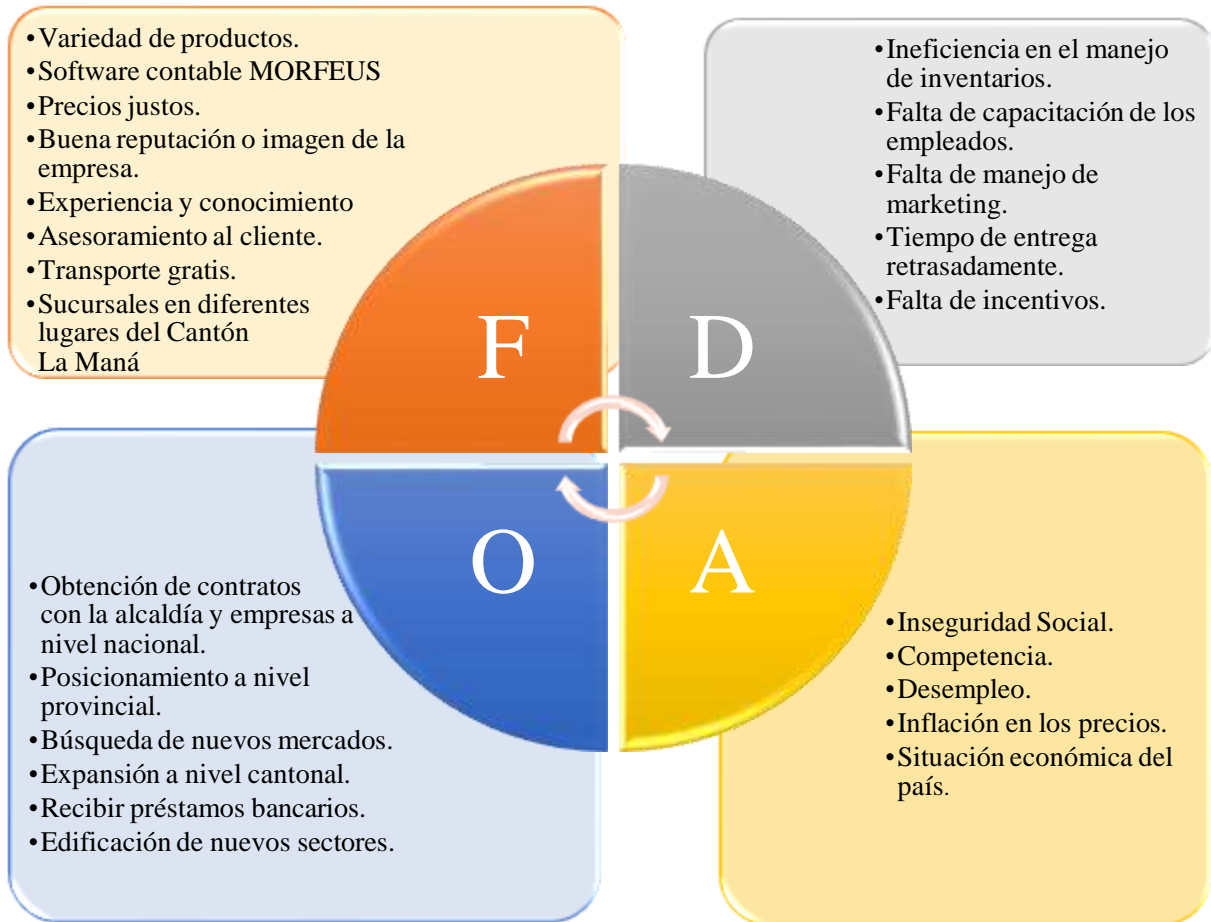 •Variedad de productos.
•Software contable MORFEUS
•Precios justos.
•Buena reputación o imagen de la
empresa.
•Experiencia y conocimiento
•Asesoramiento al cliente.
•Transporte gratis.
•Sucursales en diferentes
lugares del Cantón
La Maná
•Ineficiencia en el manejo
de inventarios.
•Falta de capacitación de los
empleados.
•Falta de manejo de
marketing.
•Tiempo de entrega
retrasadamente.
•Falta de incentivos.
F
D
O
A
•Obtención de contratos
con la alcaldía y empresas a
nivel nacional.
•Posicionamiento a nivel
provincial.
•Búsqueda de nuevos mercados.
•Expansión a nivel cantonal.
•Recibir préstamos bancarios.
•Edificación de nuevos sectores.
•Inseguridad Social.
•Competencia.
•Desempleo.
•Inflación en los precios.
•Situación económica del
país.